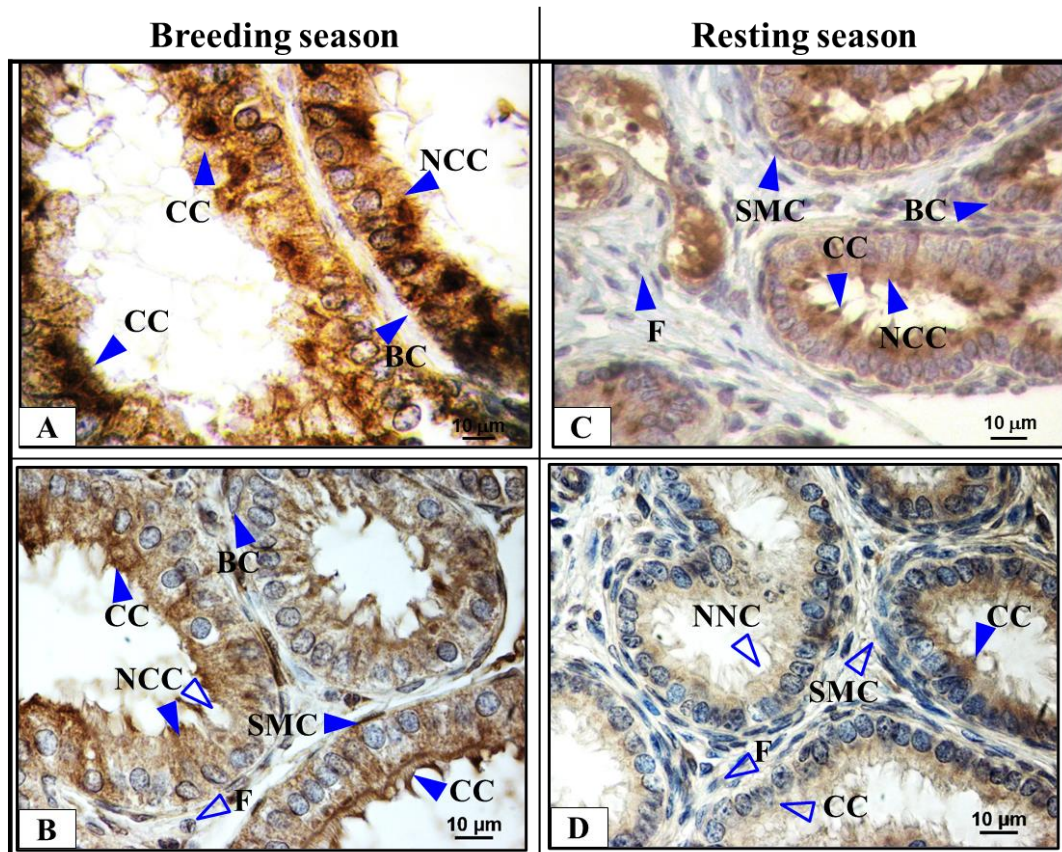 Breeding season
Resting season
CC
NCC
CC
BC
A
10 μm
SMC
BC
CC
F
NCC
C
10 μm
BC
CC
NCC
SMC
F
CC
B
10 μm
NNC
CC
SMC
F
CC
D
10 μm